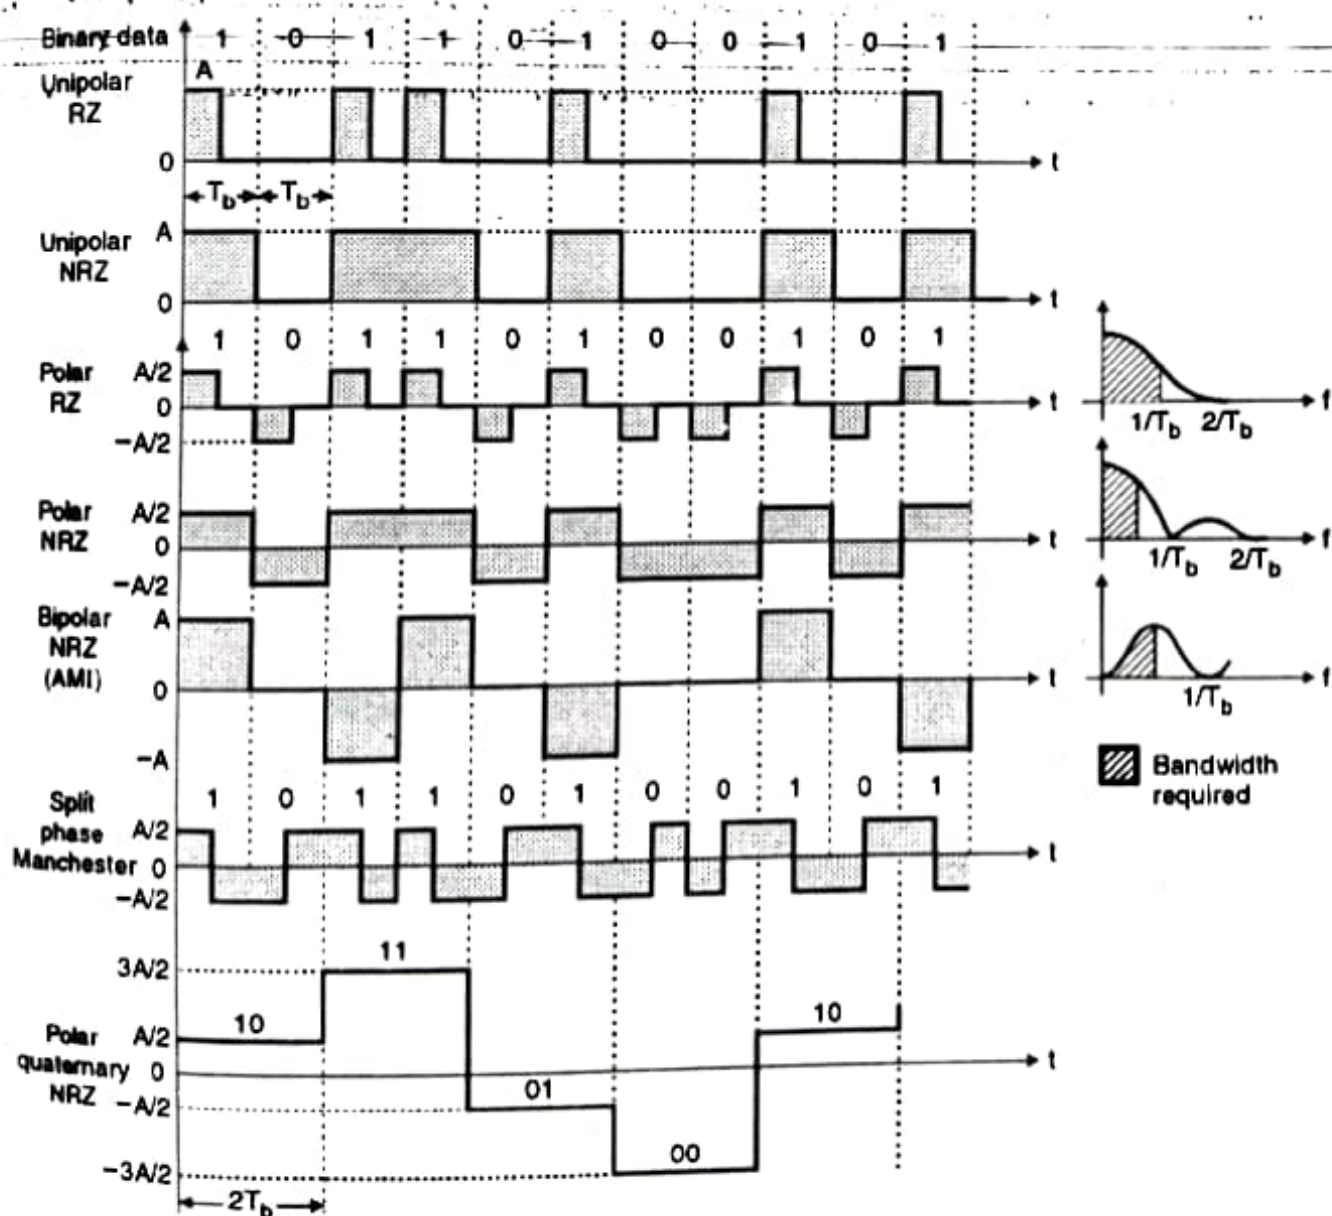 Binary data 1 0 1 1 0 1 0 0 1 0 1
A
Unipolar
RZ
0
t
T_b T_b
Unipolar
NRZ
A
0
t
1 0 1 1 0 1 0 0 1 0 1
Polar
RZ
A/2
0
−A/2
t
1/T_b 2/T_b
f
Polar
NRZ
A/2
0
−A/2
t
1/T_b 2/T_b
f
Bipolar
NRZ
(AMI)
A
0
−A
t
1/T_b
f
Bandwidth
required
1 0 1 1 0 1 0 0 1 0 1
Split
phase
Manchester
A/2
0
−A/2
t
Polar
quaternary
NRZ
3A/2
A/2
0
−A/2
−3A/2
10
11
01
00
10
t
2T_b